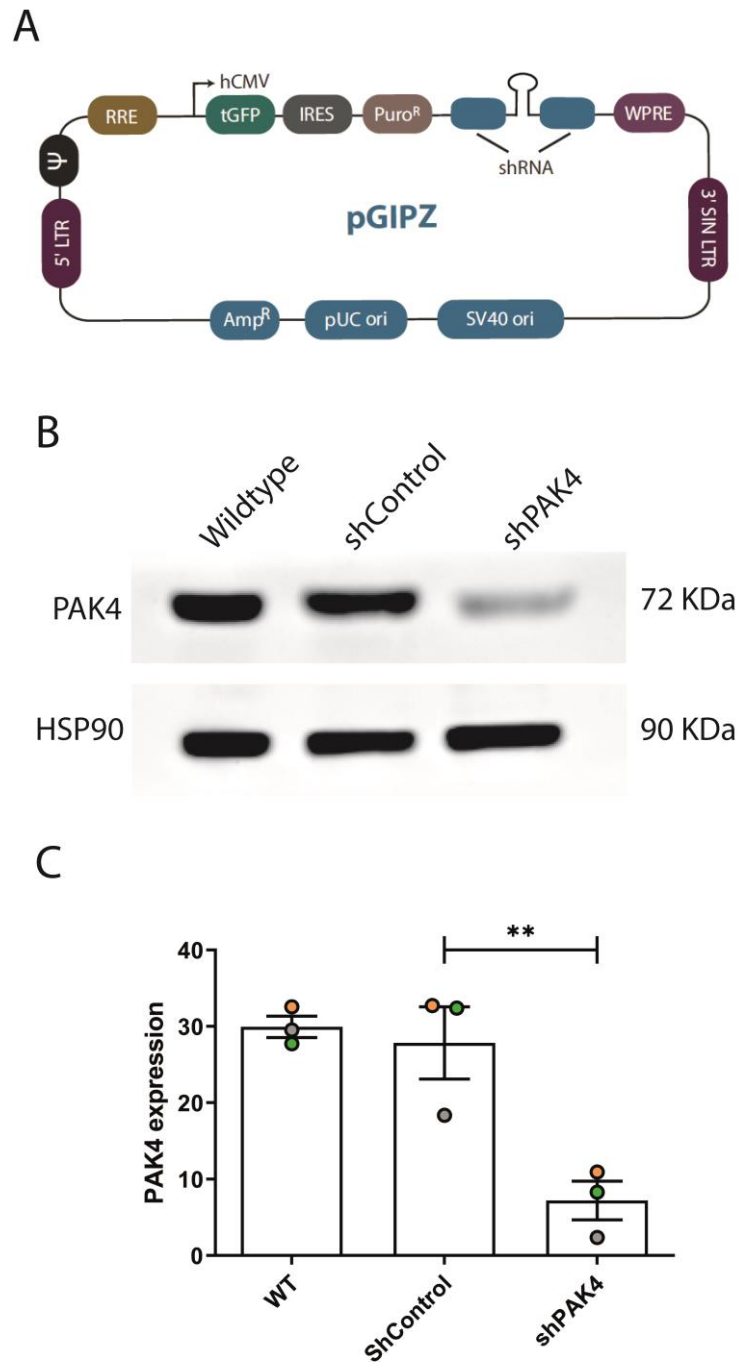 A
hCMV
RRE tGFP IRES Puroᴿ WPRE
shRNA
Ψ
5' LTR
pGIPZ
3' SIN LTR
Ampᴿ pUC ori SV40 ori
B
Wildtype shControl shPAK4
PAK4 72 KDa
HSP90 90 KDa
C
**
40
30
20
10
0
PAK4 expression
WT ShControl shPAK4